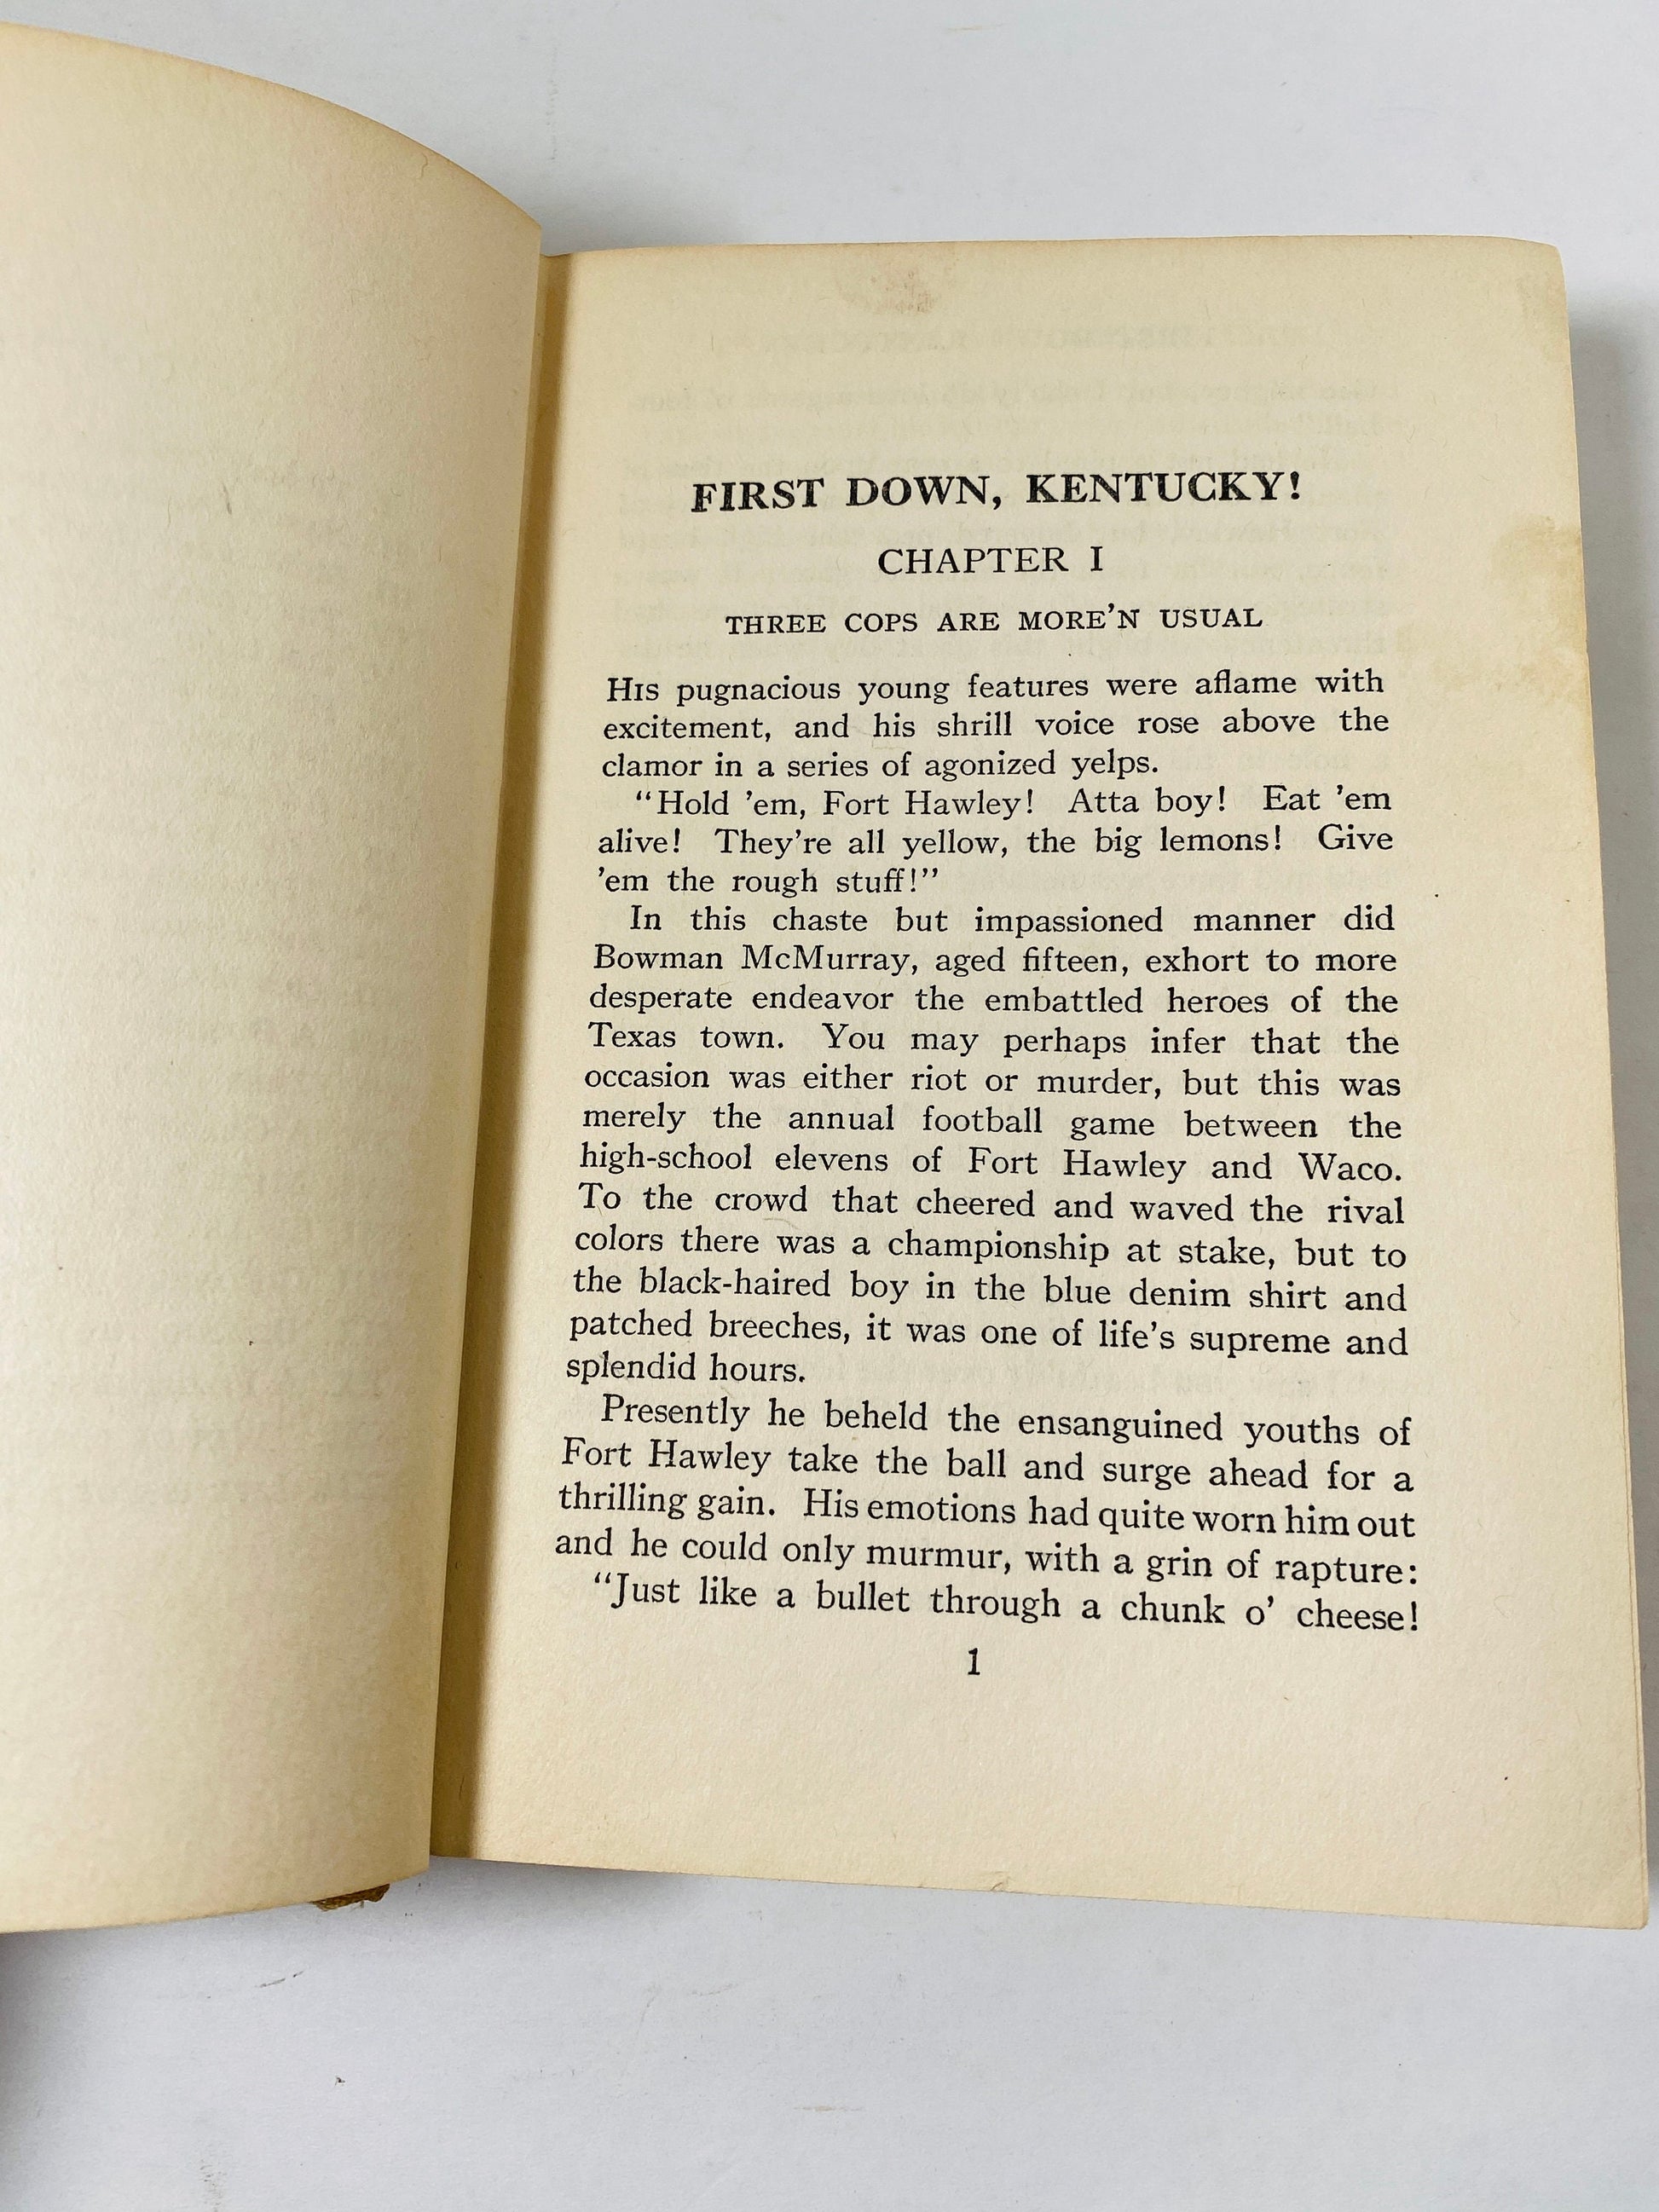 FIRST DOWN, KENTUCKY!
CHAPTER I
THREE COPS ARE MORE'N USUAL
His pugnacious young features were aflame with
excitement, and his shrill voice rose above the
clamor in a series of agonized yelps.
"Hold 'em, Fort Hawley! Atta boy! Eat 'em
alive! They're all yellow, the big lemons! Give
'em the rough stuff!"
In this chaste but impassioned manner did
Bowman McMurray, aged fifteen, exhort to more
desperate endeavor the embattled heroes of the
Texas town. You may perhaps infer that the
occasion was either riot or murder, but this was
merely the annual football game between the
high-school elevens of Fort Hawley and Waco.
To the crowd that cheered and waved the rival
colors there was a championship at stake, but to
the black-haired boy in the blue denim shirt and
patched breeches, it was one of life's supreme and
splendid hours.
Presently he beheld the ensanguined youths of
Fort Hawley take the ball and surge ahead for a
thrilling gain. His emotions had quite worn him out
and he could only murmur, with a grin of rapture:
"Just like a bullet through a chunk o' cheese!
1